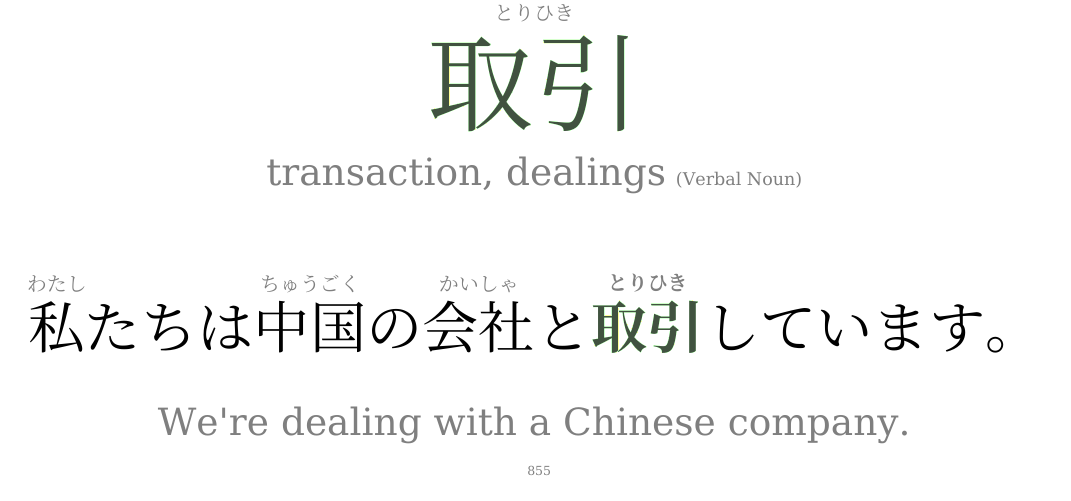 とりひき
取引
transaction, dealings (Verbal Noun)
わたし ちゅうごく かいしゃ とりひき
私たちは中国の会社と取引しています。
We're dealing with a Chinese company.
855